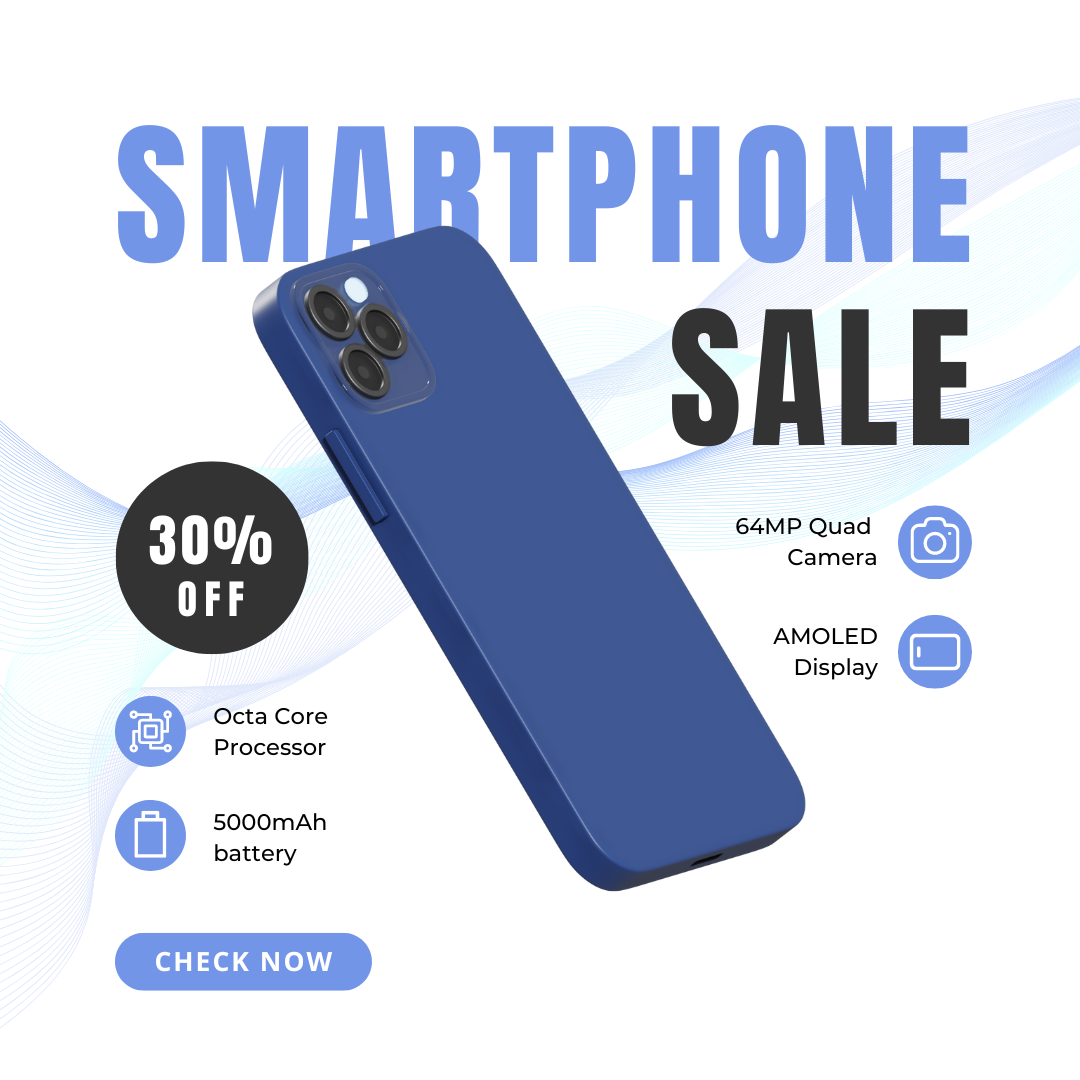 SMARTPHONE
SALE
30%
OFF
64MP Quad
Camera
AMOLED
Display
Octa Core
Processor
5000mAh
battery
CHECK NOW